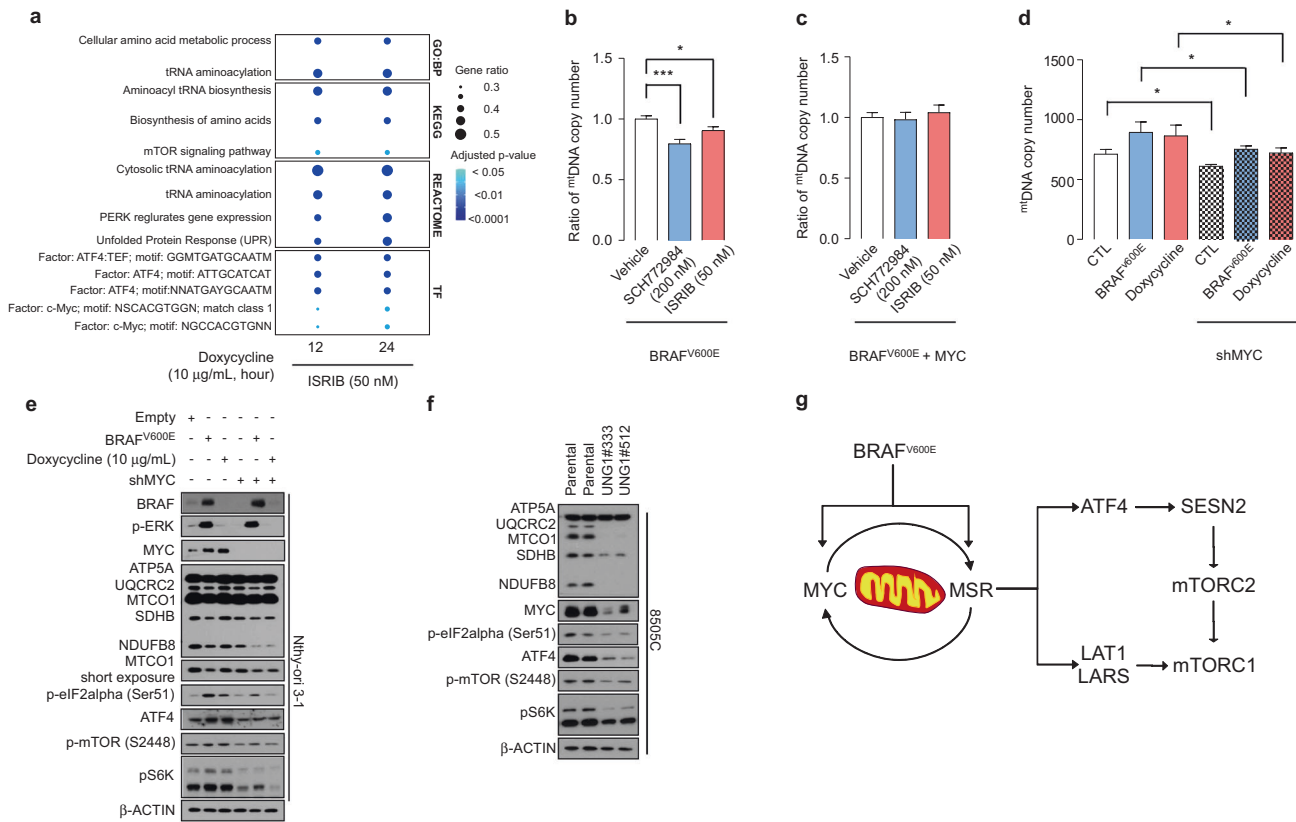 a
Cellular amino acid metabolic process
tRNA aminoacylation
GO:BP
Aminoacyl tRNA biosynthesis
Biosynthesis of amino acids
mTOR signaling pathway
KEGG
Cytosolic tRNA aminoacylation
tRNA aminoacylation
PERK reglurates gene expression
Unfolded Protein Response (UPR)
REACTOME
Factor: ATF4:TEF; motif: GGMTGATGCAATM
Factor: ATF4; motif: ATTGCATCAT
Factor: ATF4; motif:NNATGAYGCAATM
Factor: c-Myc; motif: NSCACGTGGN; match class 1
Factor: c-Myc; motif: NGCCACGTGNN
TF
Doxycycline
(10 μg/mL, hour)
12
24
ISRIB (50 nM)
Gene ratio
0.3
0.4
0.5
Adjusted p-value
< 0.05
<0.01
<0.0001
b
Ratio of mtDNA copy number
1.5
1.0
0.5
0.0
***
*
Vehicle
SCH772984
(200 nM)
ISRIB (50 nM)
BRAFV600E
c
Ratio of mtDNA copy number
1.5
1.0
0.5
0.0
Vehicle
SCH772984
(200 nM)
ISRIB (50 nM)
BRAFV600E + MYC
d
mtDNA copy number
1500
1000
500
0
*
*
*
CTL
BRAFV600E
Doxycycline
CTL
BRAFV600E
Doxycycline
shMYC
e
Empty + - - - - -
BRAFV600E - + - - + -
Doxycycline (10 μg/mL) - - + - - +
shMYC - - - + + +
BRAF
p-ERK
MYC
ATP5A
UQCRC2
MTCO1
SDHB
NDUFB8
MTCO1
short exposure
p-eIF2alpha (Ser51)
ATF4
p-mTOR (S2448)
pS6K
β-ACTIN
Nthy-ori 3-1
f
Parental
Parental
UNG1#333
UNG1#512
ATP5A
UQCRC2
MTCO1
SDHB
NDUFB8
MYC
p-eIF2alpha (Ser51)
ATF4
p-mTOR (S2448)
pS6K
β-ACTIN
8505C
g
BRAFV600E
MYC
MSR
ATF4
SESN2
mTORC2
LAT1
LARS
mTORC1